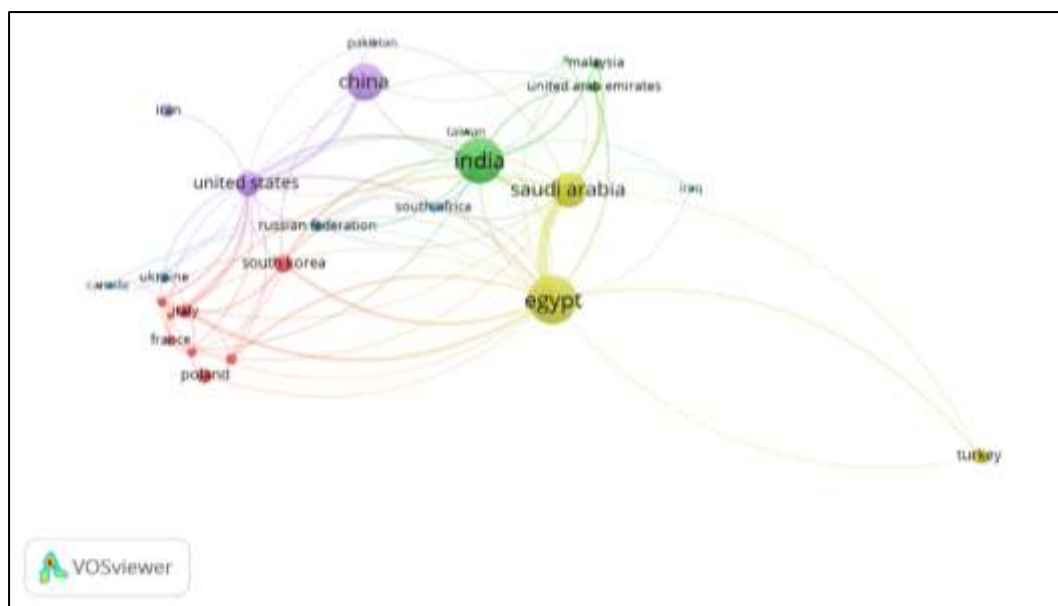 pakistan
malaysia
china
united arab emirates
iran
taiwan
india
united states
saudi arabia
iraq
south africa
russian federation
south korea
ukraine
canada
egypt
italy
france
poland
turkey
VOSviewer